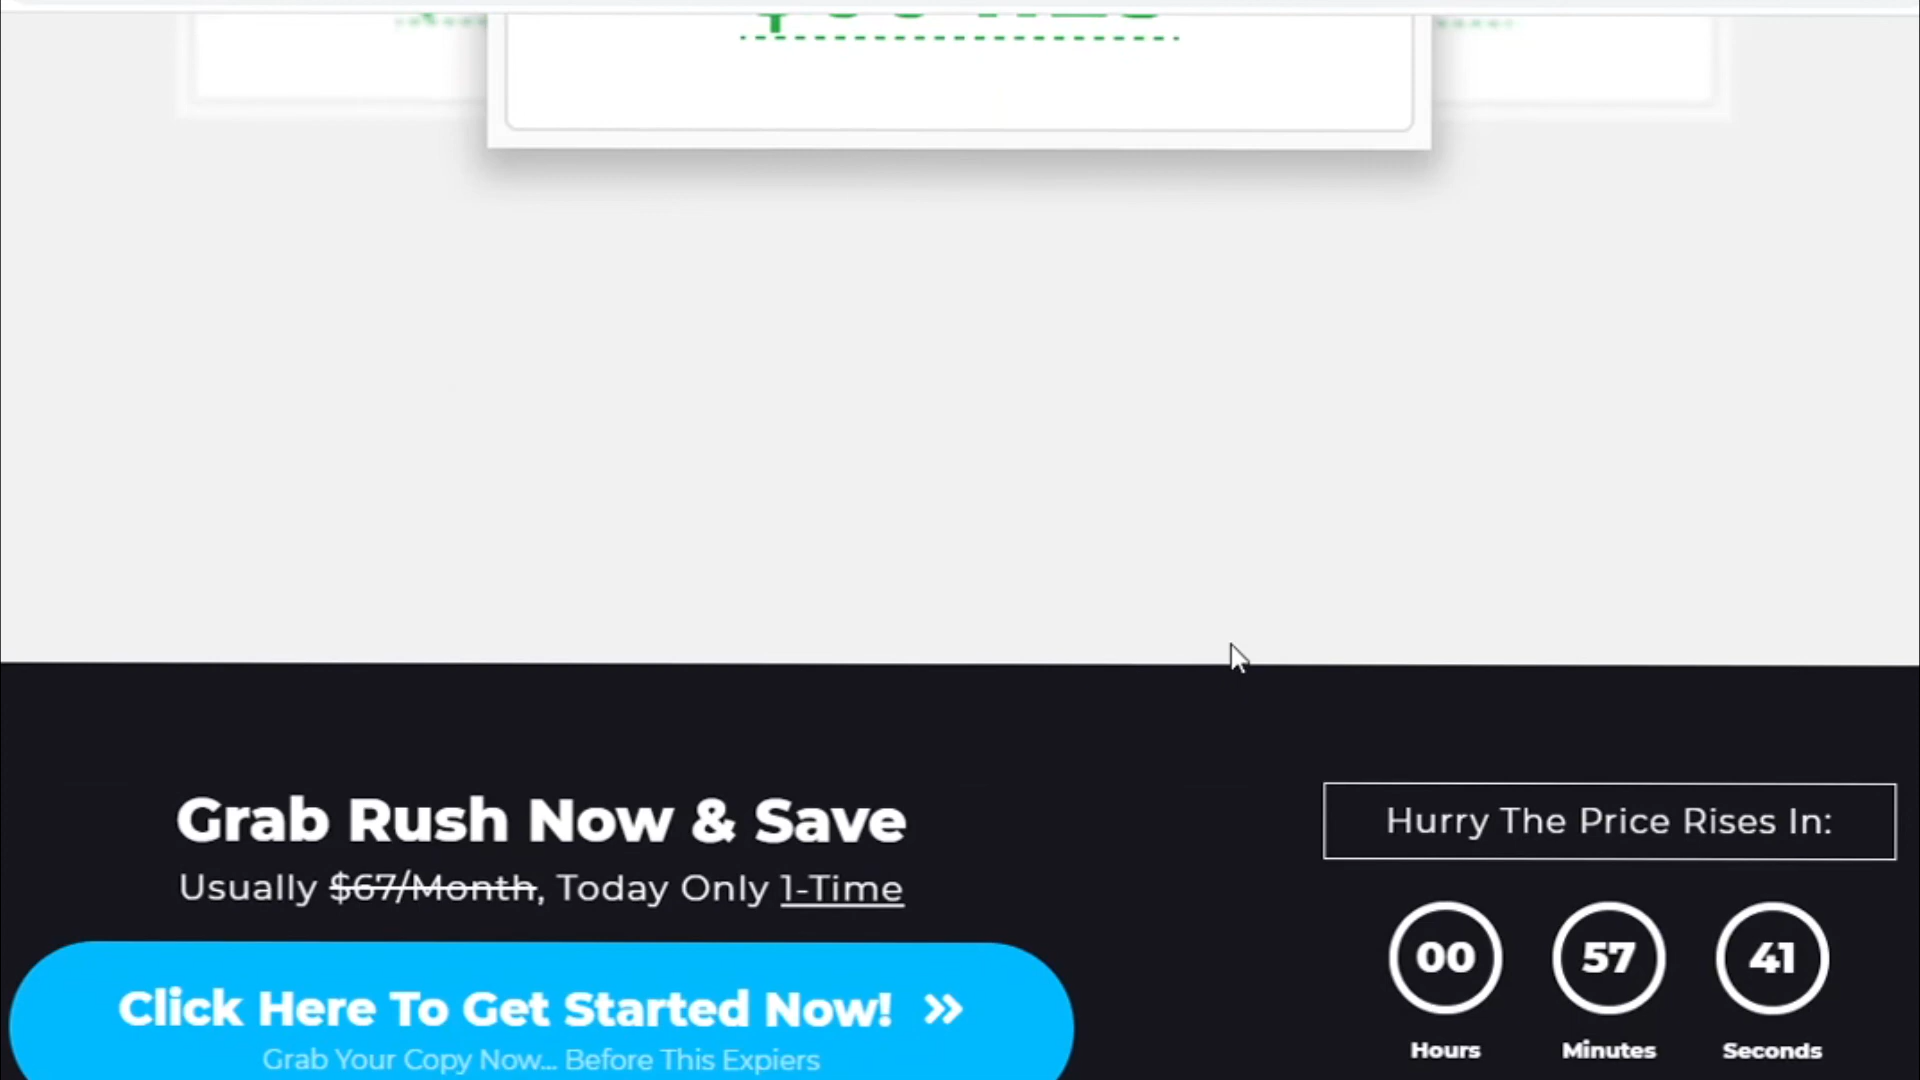 Grab Rush Now & Save
Usually $67/Month, Today Only 1-Time
Click Here To Get Started Now! »
Grab Your Copy Now... Before This Expiers
Hurry The Price Rises In:
00 57 41
Hours Minutes Seconds